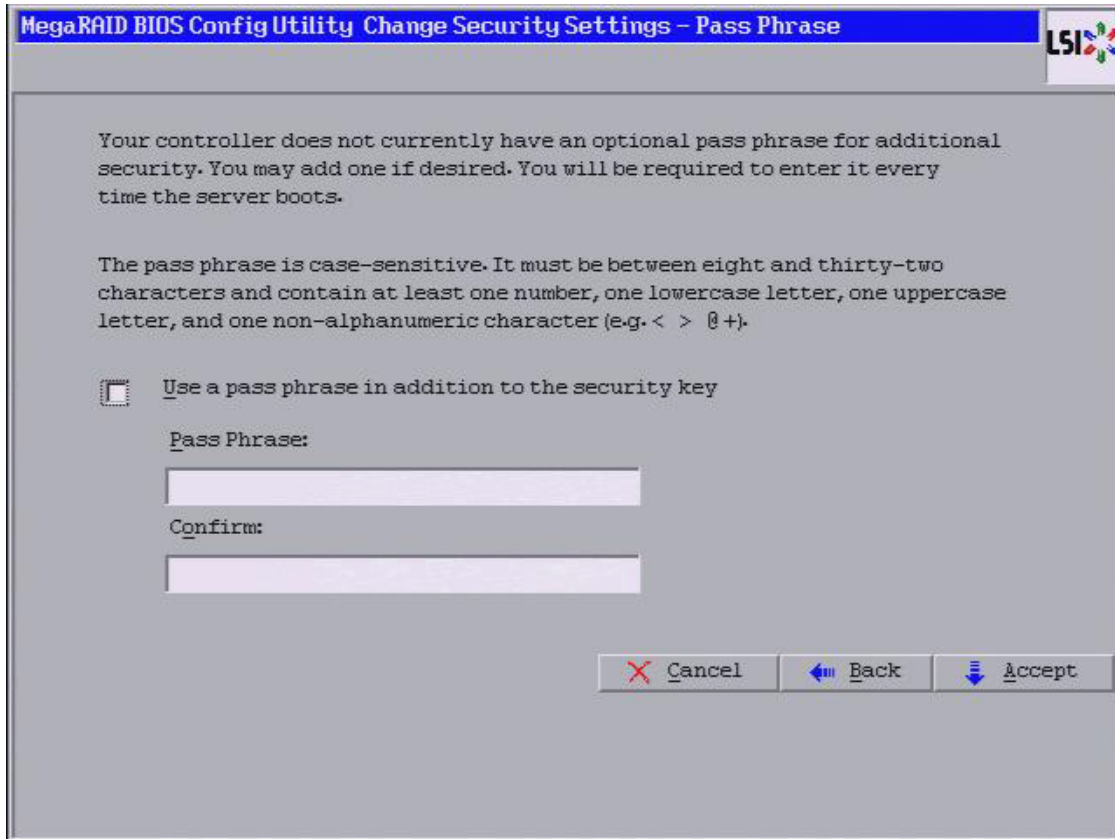 MegaRAID BIOS Config Utility Change Security Settings - Pass Phrase
LSI
Your controller does not currently have an optional pass phrase for additional
security. You may add one if desired. You will be required to enter it every
time the server boots.
The pass phrase is case-sensitive. It must be between eight and thirty-two
characters and contain at least one number, one lowercase letter, one uppercase
letter, and one non-alphanumeric character (e.g. < > @ +).
Use a pass phrase in addition to the security key
Pass Phrase:
Confirm:
Cancel Back Accept